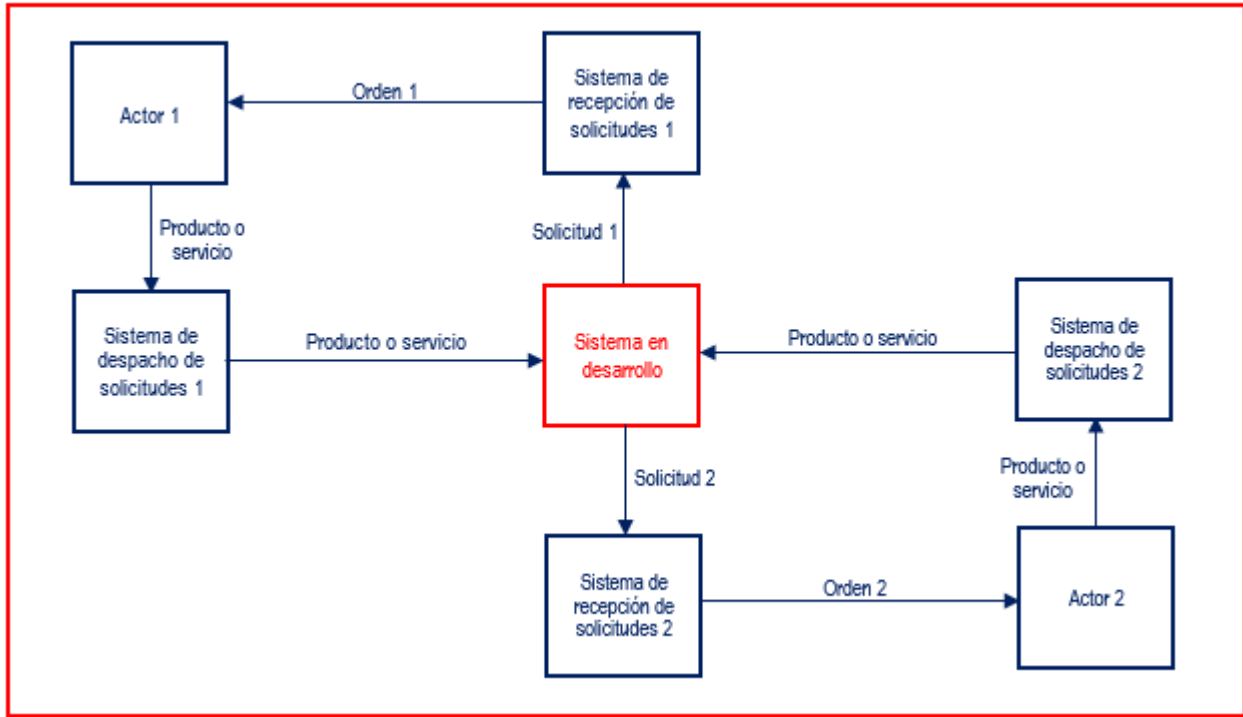 Actor 1
Orden 1
Sistema de
recepción de
solicitudes 1
Producto o
servicio
Solicitud 1
Sistema de
despacho de
solicitudes 1
Producto o servicio
Sistema en
desarrollo
Producto o servicio
Sistema de
despacho de
solicitudes 2
Solicitud 2
Producto o
servicio
Sistema de
recepción de
solicitudes 2
Orden 2
Actor 2